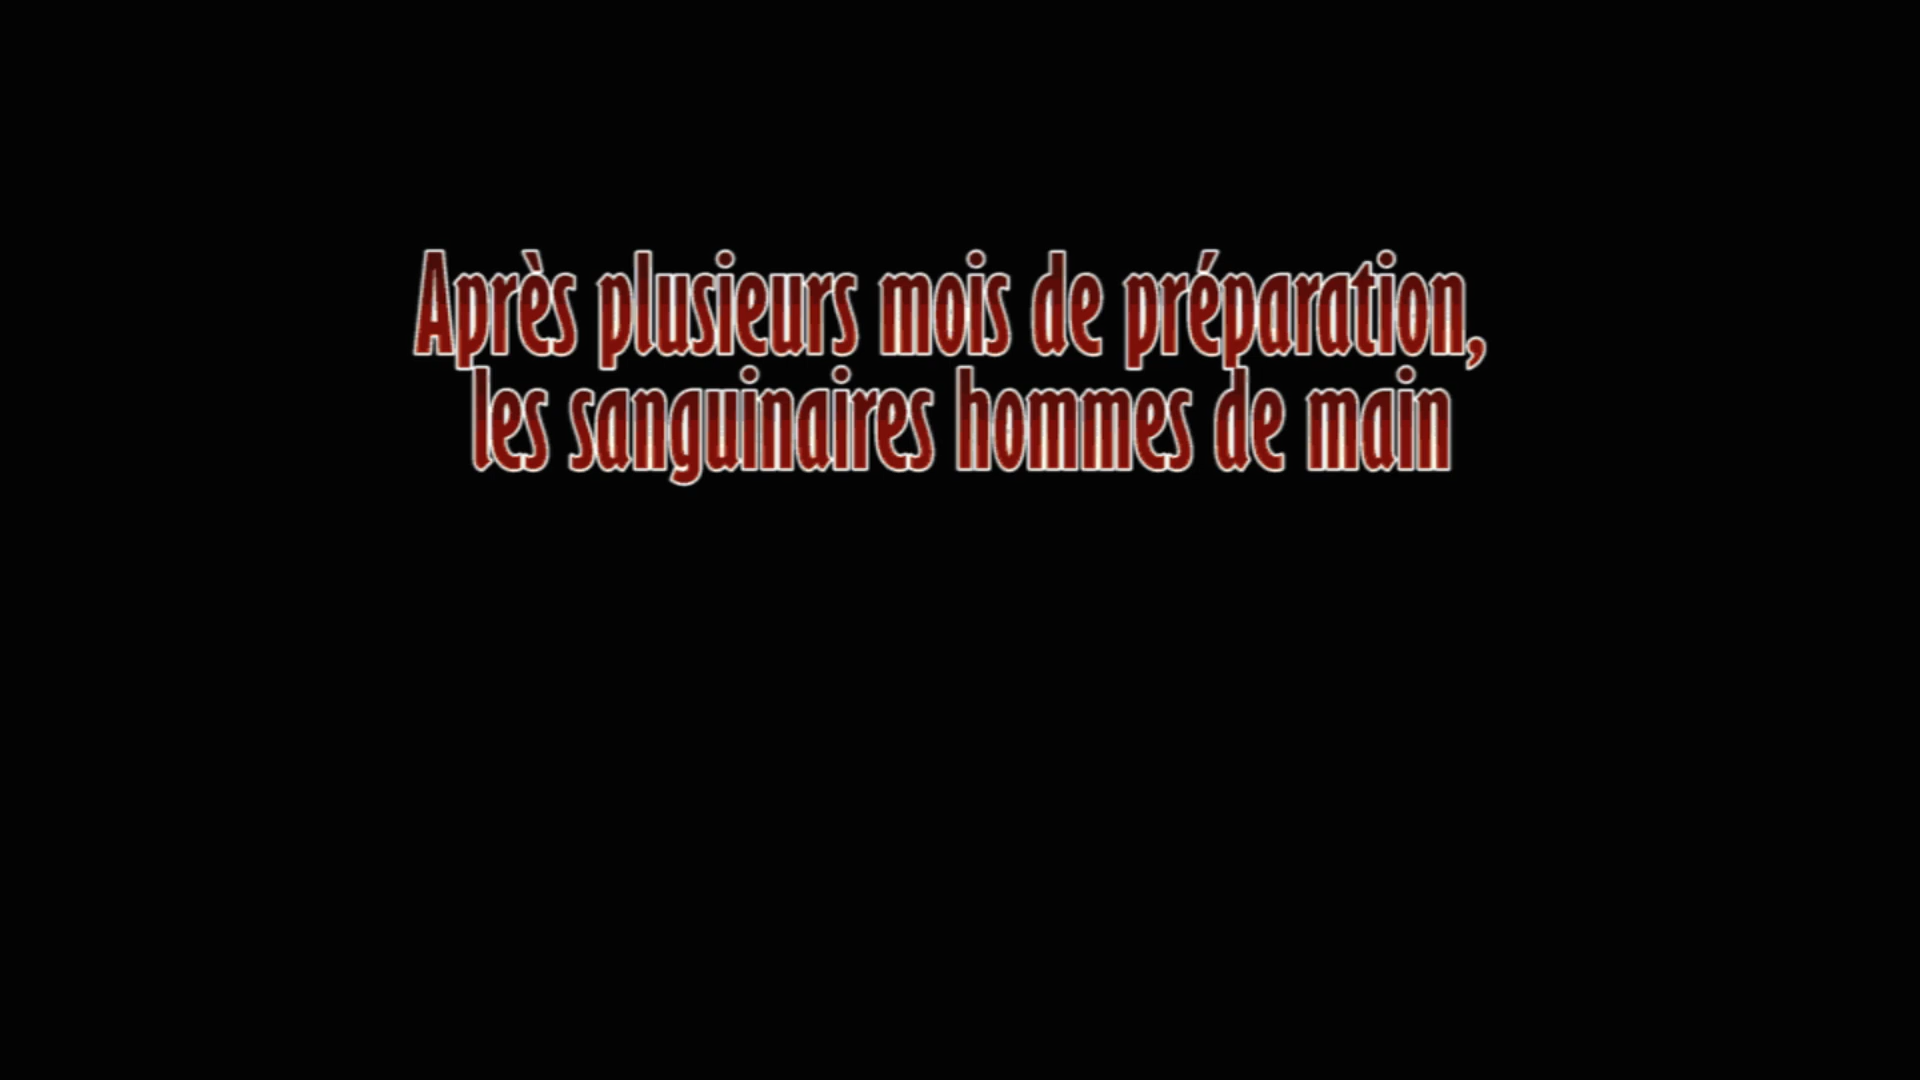 Après plusieurs mois de préparation,
les sanguinaires hommes de main